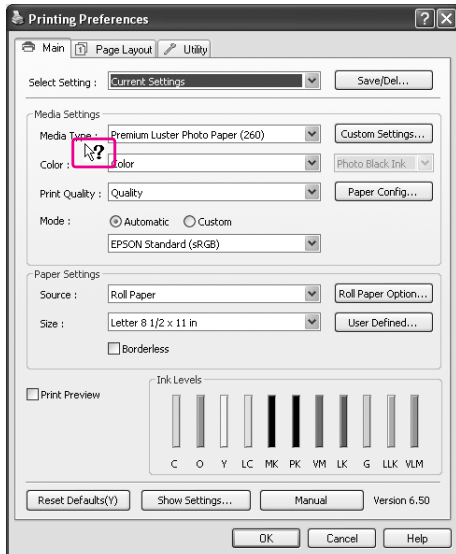 Printing Preferences
Main Page Layout Utility
Select Setting : Current Settings Save/Del...
Media Settings
Media Type : Premium Luster Photo Paper (260) Custom Settings...
Color : Color Photo Black Ink
Print Quality : Quality Paper Config...
Mode : Automatic Custom
EPSON Standard (sRGB)
Paper Settings
Source : Roll Paper Roll Paper Option...
Size : Letter 8 1/2 x 11 in User Defined...
Borderless
Print Preview
Ink Levels
C O Y LC MK PK VM LK G LLK VLM
Reset Defaults(Y) Show Settings... Manual Version 6.50
OK Cancel Help